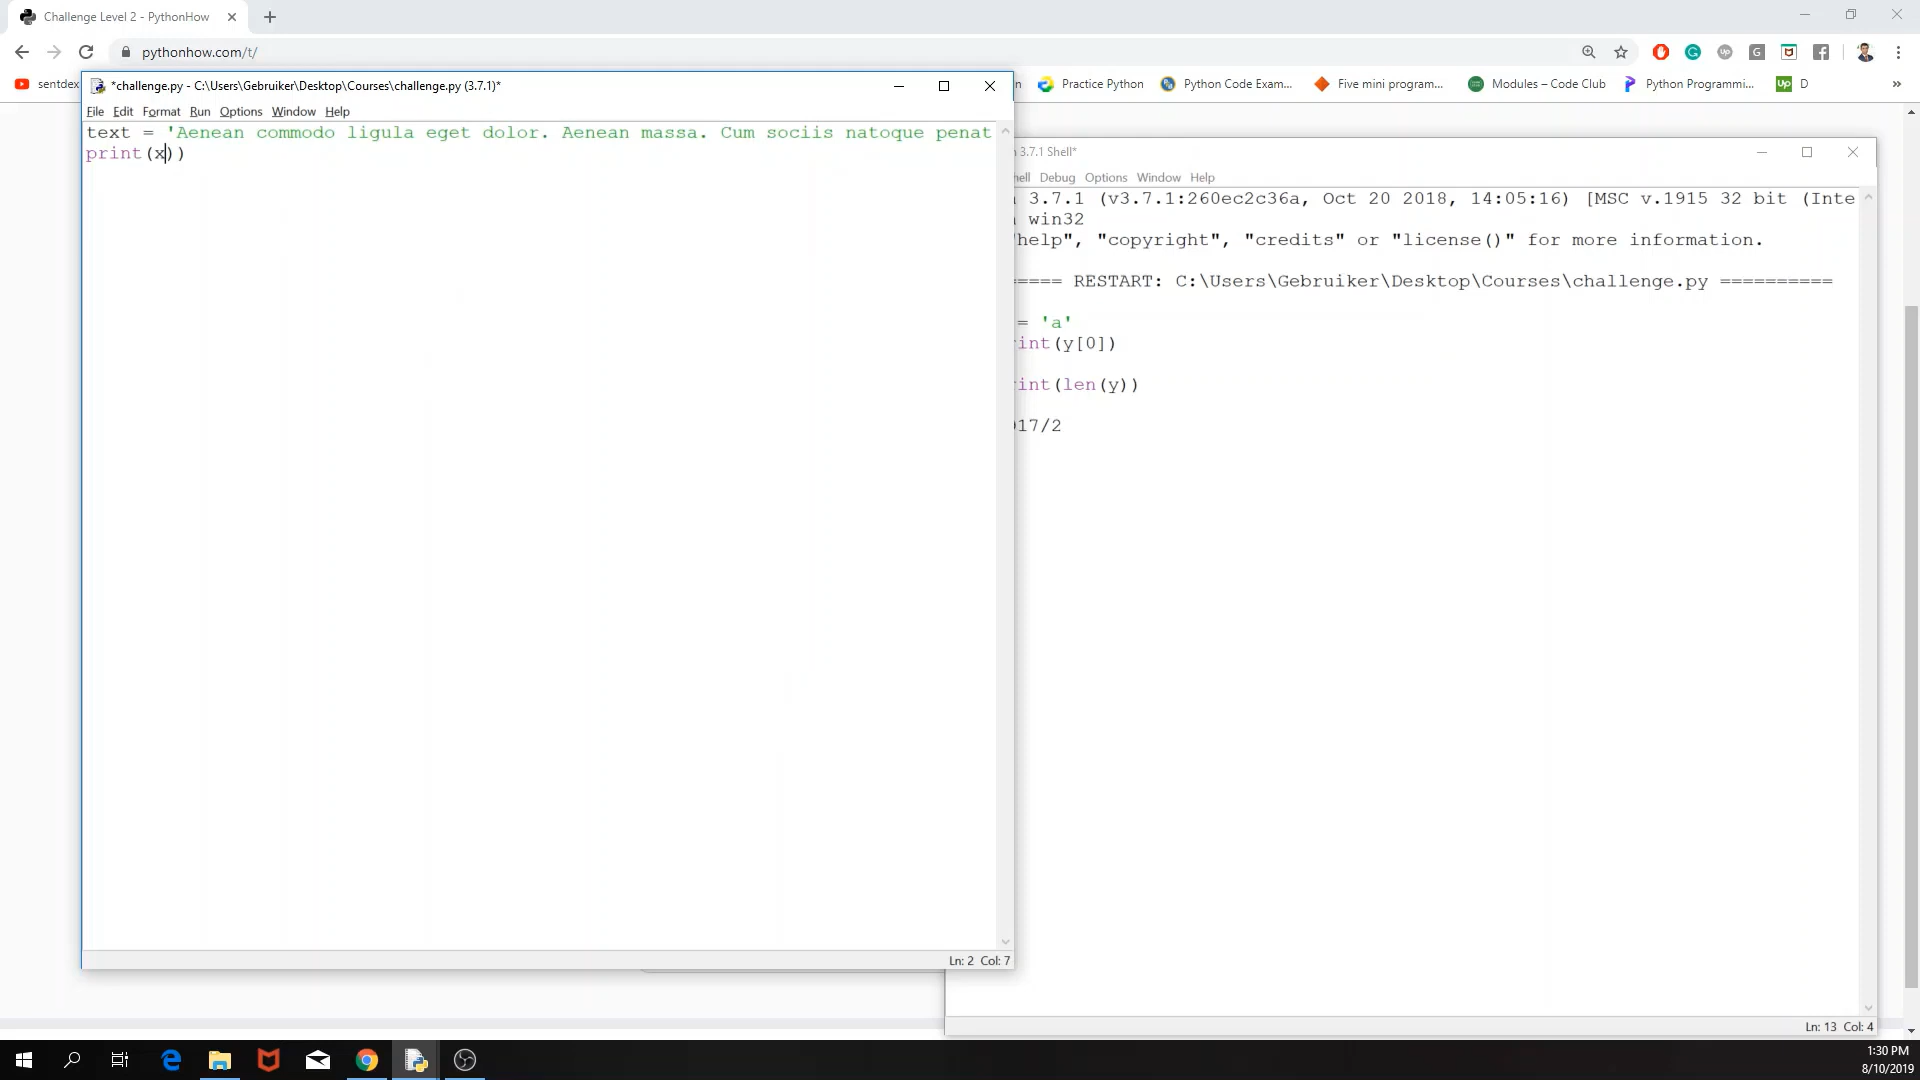 Challenge Level 2 - PythonHow
pythonhow.com/t/
sentdex
Practice Python
Python Code Exam...
Five mini program...
Modules – Code Club
Python Programmi...
Up D
*challenge.py - C:\Users\Gebruiker\Desktop\Courses\challenge.py (3.7.1)*
File Edit Format Run Options Window Help
text = 'Aenean commodo ligula eget dolor. Aenean massa. Cum sociis natoque penat
print(x))
Ln: 2 Col: 7
3.7.1 Shell*
Debug Options Window Help
3.7.1 (v3.7.1:260ec2c36a, Oct 20 2018, 14:05:16) [MSC v.1915 32 bit (Inte
win32
"help", "copyright", "credits" or "license()" for more information.
===== RESTART: C:\Users\Gebruiker\Desktop\Courses\challenge.py ==========
= 'a'
int(y[0])
int(len(y))
17/2
Ln: 13 Col: 4
1:30 PM
8/10/2019